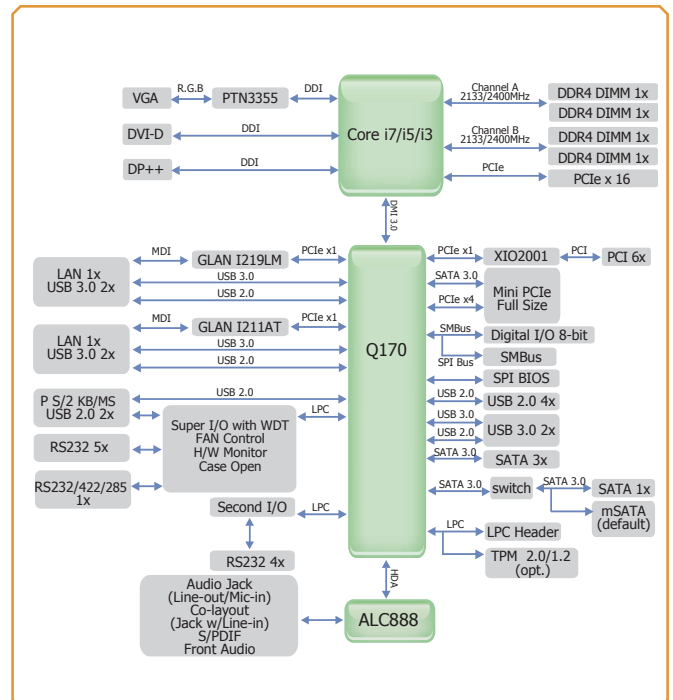 VGA
R.G.B
PTN3355
DDI
DVI-D
DDI
DP++
DDI
Core i7/i5/i3
Channel A
2133/2400MHz
DDR4 DIMM 1x
DDR4 DIMM 1x
Channel B
2133/2400MHz
DDR4 DIMM 1x
DDR4 DIMM 1x
PCIe
PCIe x 16
DMI 3.0
LAN 1x
USB 3.0 2x
MDI
GLAN I219LM
PCIe x1
USB 3.0
USB 2.0
LAN 1x
USB 3.0 2x
MDI
GLAN I211AT
PCIe x1
USB 3.0
USB 2.0
P S/2 KB/MS
USB 2.0 2x
USB 2.0
RS232 5x
RS232/422/285
1x
Super I/O with WDT
FAN Control
H/W Monitor
Case Open
LPC
Second I/O
LPC
RS232 4x
Q170
PCIe x1
XIO2001
PCI
PCI 6x
SATA 3.0
PCIe x4
Mini PCIe
Full Size
SMBus
Digital I/O 8-bit
SMBus
SPI Bus
SPI BIOS
USB 2.0
USB 2.0 4x
USB 3.0
USB 2.0
USB 3.0 2x
SATA 3.0
SATA 3x
SATA 3.0
switch
SATA 3.0
SATA 1x
mSATA
(default)
LPC
LPC Header
TPM 2.0/1.2
(opt.)
HDA
Audio Jack
(Line-out/Mic-in)
Co-layout
(Jack w/Line-in)
S/PDIF
Front Audio
ALC888